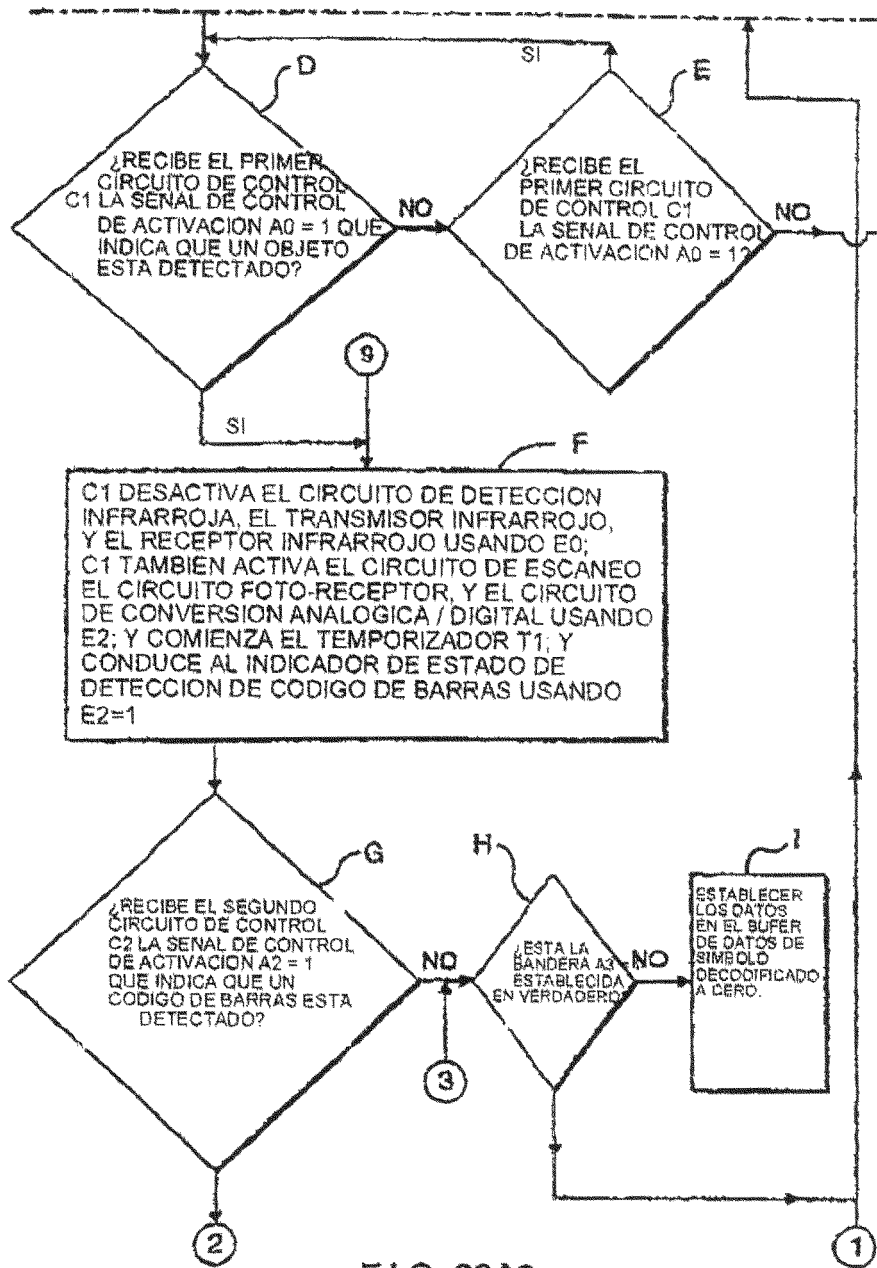 SI
D
E
¿RECIBE EL PRIMER
CIRCUITO DE CONTROL
C1 LA SENAL DE CONTROL
DE ACTIVACION A0 = 1 QUE
INDICA QUE UN OBJETO
ESTA DETECTADO?
NO
¿RECIBE EL
PRIMER CIRCUITO
DE CONTROL C1
LA SENAL DE CONTROL
DE ACTIVACION A0 = 1?
NO
9
SI
F
C1 DESACTIVA EL CIRCUITO DE DETECCION
INFRARROJA, EL TRANSMISOR INFRARROJO,
Y EL RECEPTOR INFRARROJO USANDO E0;
C1 TAMBIEN ACTIVA EL CIRCUITO DE ESCANEO
EL CIRCUITO FOTO-RECEPTOR, Y EL CIRCUITO
DE CONVERSION ANALOGICA / DIGITAL USANDO
E2; Y COMIENZA EL TEMPORIZADOR T1; Y
CONDUCE AL INDICADOR DE ESTADO DE
DETECCION DE CODIGO DE BARRAS USANDO
E2=1
G
H
I
¿RECIBE EL SEGUNDO
CIRCUITO DE CONTROL
C2 LA SENAL DE CONTROL
DE ACTIVACION A2 = 1
QUE INDICA QUE UN
CODIGO DE BARRAS ESTA
DETECTADO?
NO
¿ESTA LA
BANDERA A3
ESTABLECIDA
EN VERDADERO
NO
ESTABLECER
LOS DATOS
EN EL BUFER
DE DATOS DE
SIMBOLO
DECODIFICADO
A CERO.
3
2
1